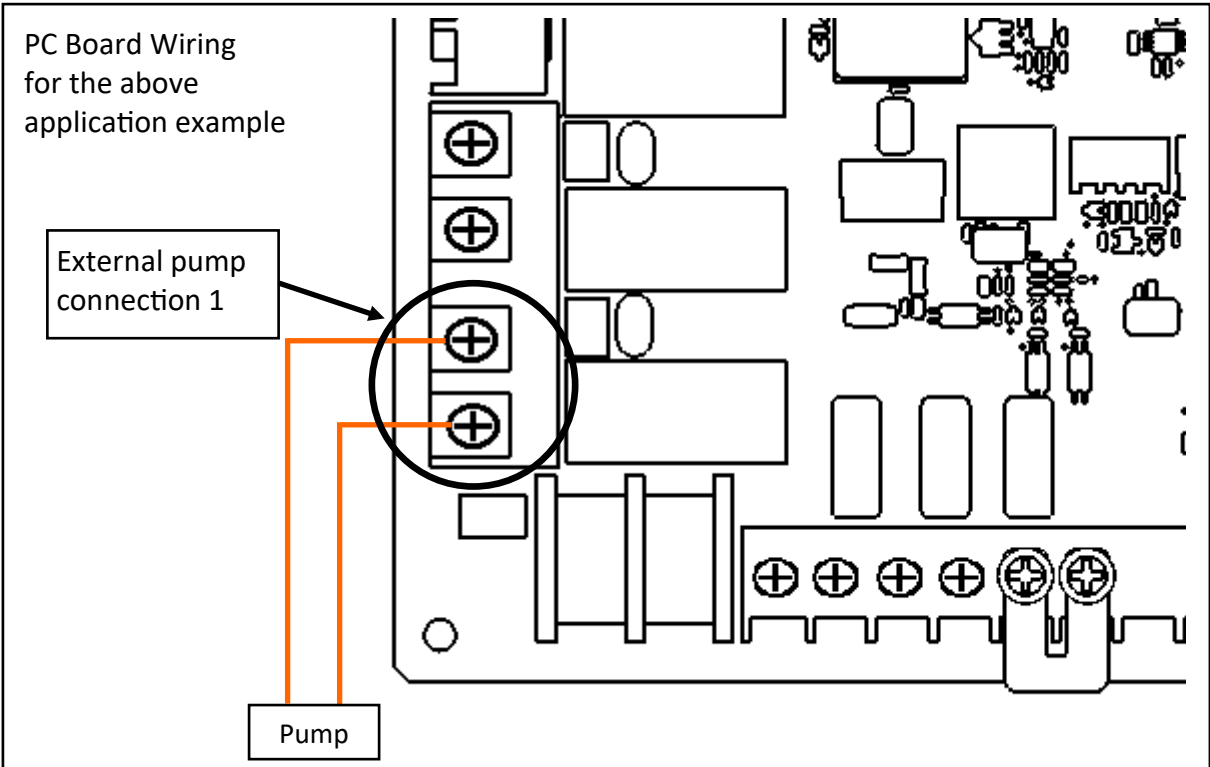 PC Board Wiring
for the above
application example
External pump
connection 1
Pump